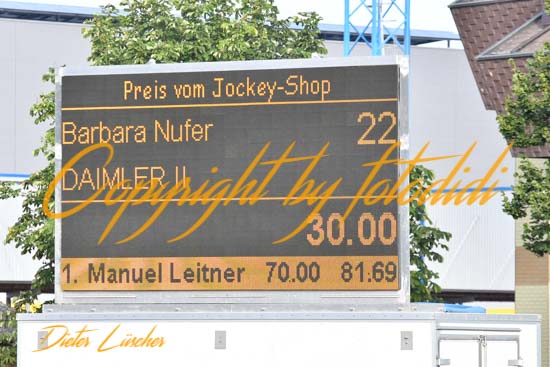 Preis vom Jockey-Shop
Barbara Nufer 22
DAIMLER II
Copyright by fotodidi
30.00
1. Manuel Leitner 70.00 81.69
Dieter Lüscher